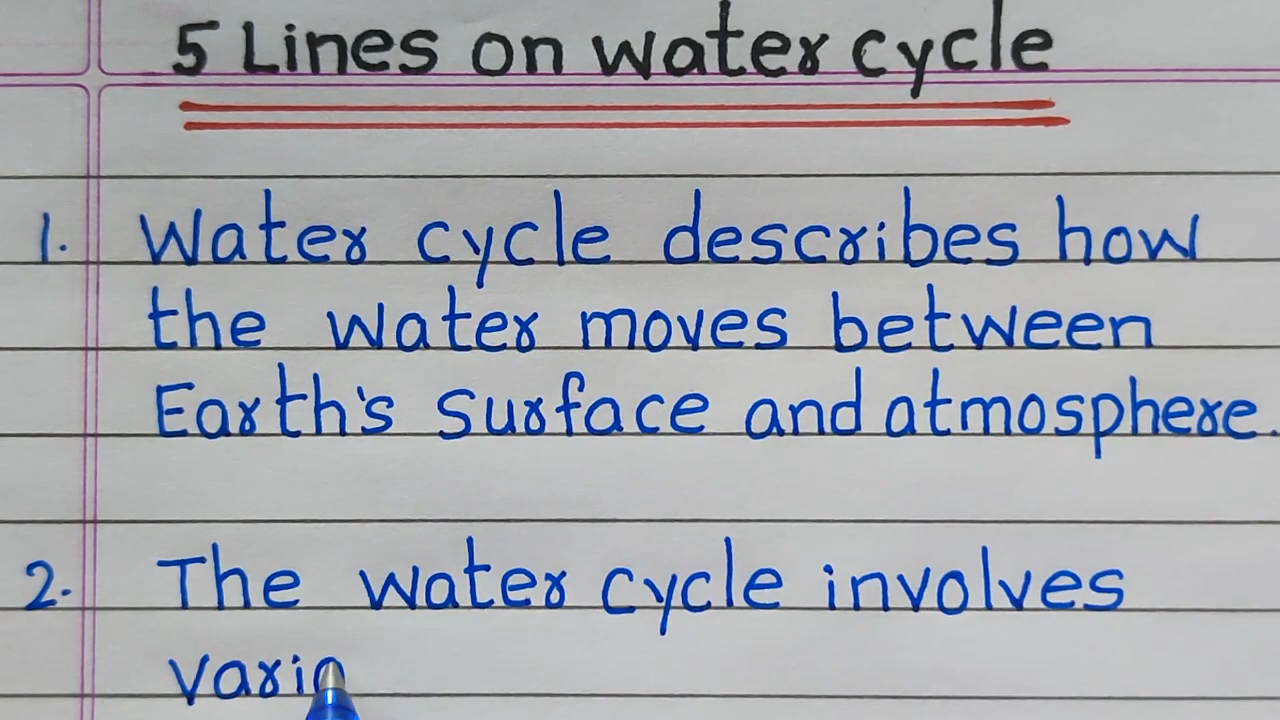 5 Lines on water cycle
1. Water cycle describes how
the water moves between
Earth's surface and atmosphere.
2. The water cycle involves
vario